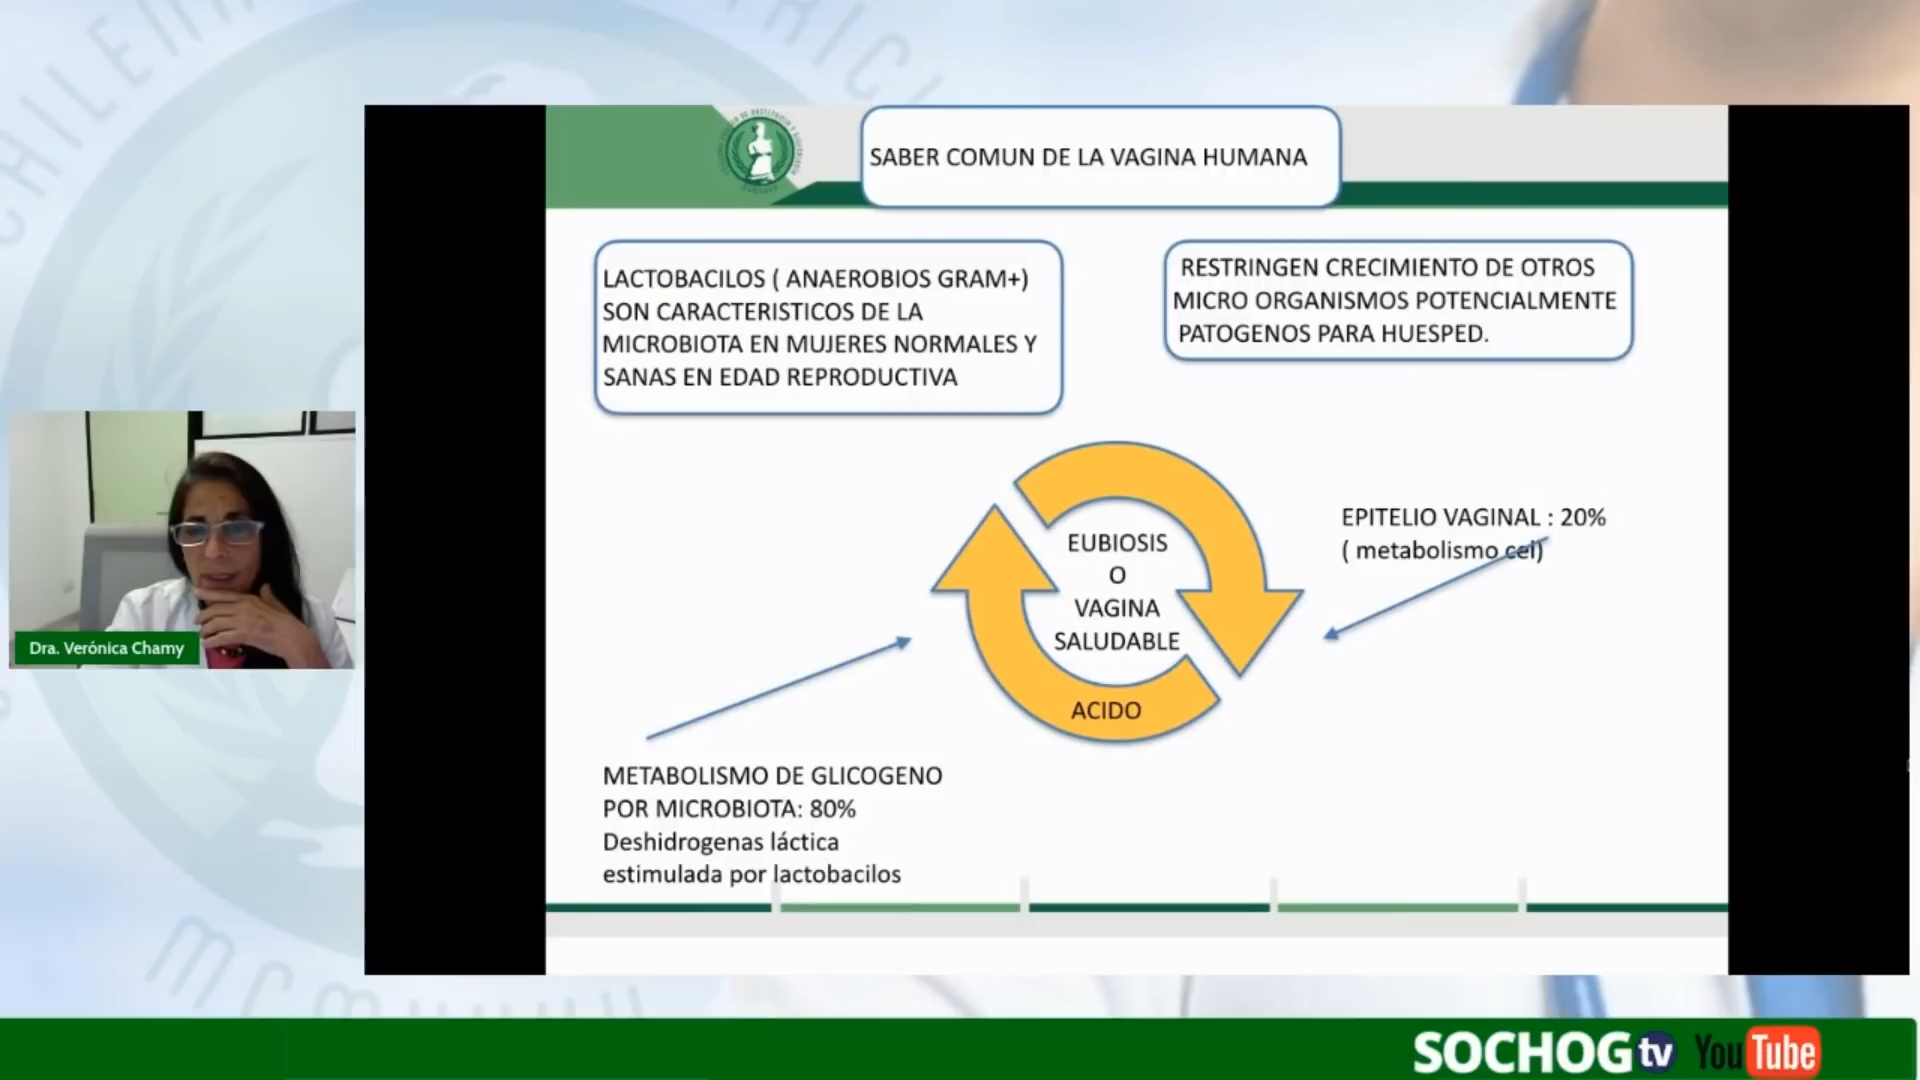 SABER COMUN DE LA VAGINA HUMANA
LACTOBACILOS ( ANAEROBIOS GRAM+)
SON CARACTERISTICOS DE LA
MICROBIOTA EN MUJERES NORMALES Y
SANAS EN EDAD REPRODUCTIVA
RESTRINGEN CRECIMIENTO DE OTROS
MICRO ORGANISMOS POTENCIALMENTE
PATOGENOS PARA HUESPED.
EUBIOSIS
O
VAGINA
SALUDABLE
ACIDO
EPITELIO VAGINAL : 20%
( metabolismo cel)
METABOLISMO DE GLICOGENO
POR MICROBIOTA: 80%
Deshidrogenas láctica
estimulada por lactobacilos
Dra. Verónica Chamy
SOCHOG tv YouTube